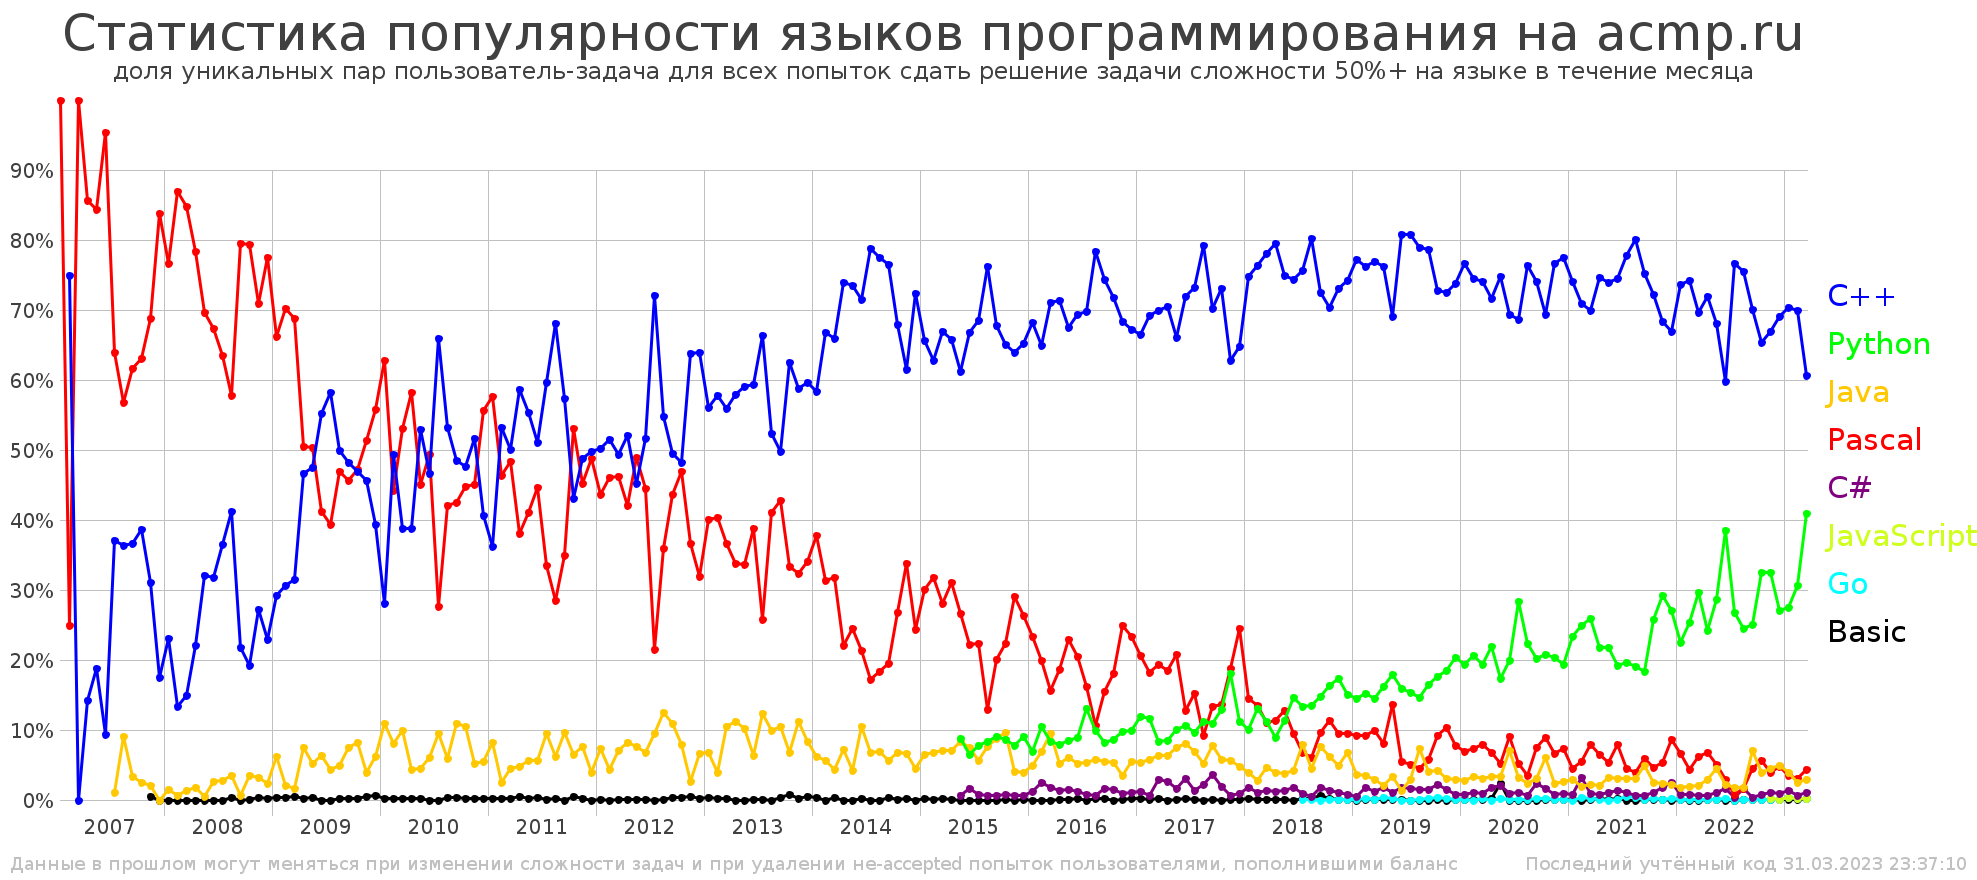 Статистика популярности языков программирования на acmp.ru
доля уникальных пар пользователь-задача для всех попыток сдать решение задачи сложности 50%+ на языке в течение месяца
90%
80%
70%
60%
50%
40%
30%
20%
10%
0%
C++
Python
Java
Pascal
C#
JavaScript
Go
Basic
2007 2008 2009 2010 2011 2012 2013 2014 2015 2016 2017 2018 2019 2020 2021 2022
Данные в прошлом могут меняться при изменении сложности задач и при удалении не-accepted попыток пользователями, пополнившими баланс
Последний учтённый код 31.03.2023 23:37:10